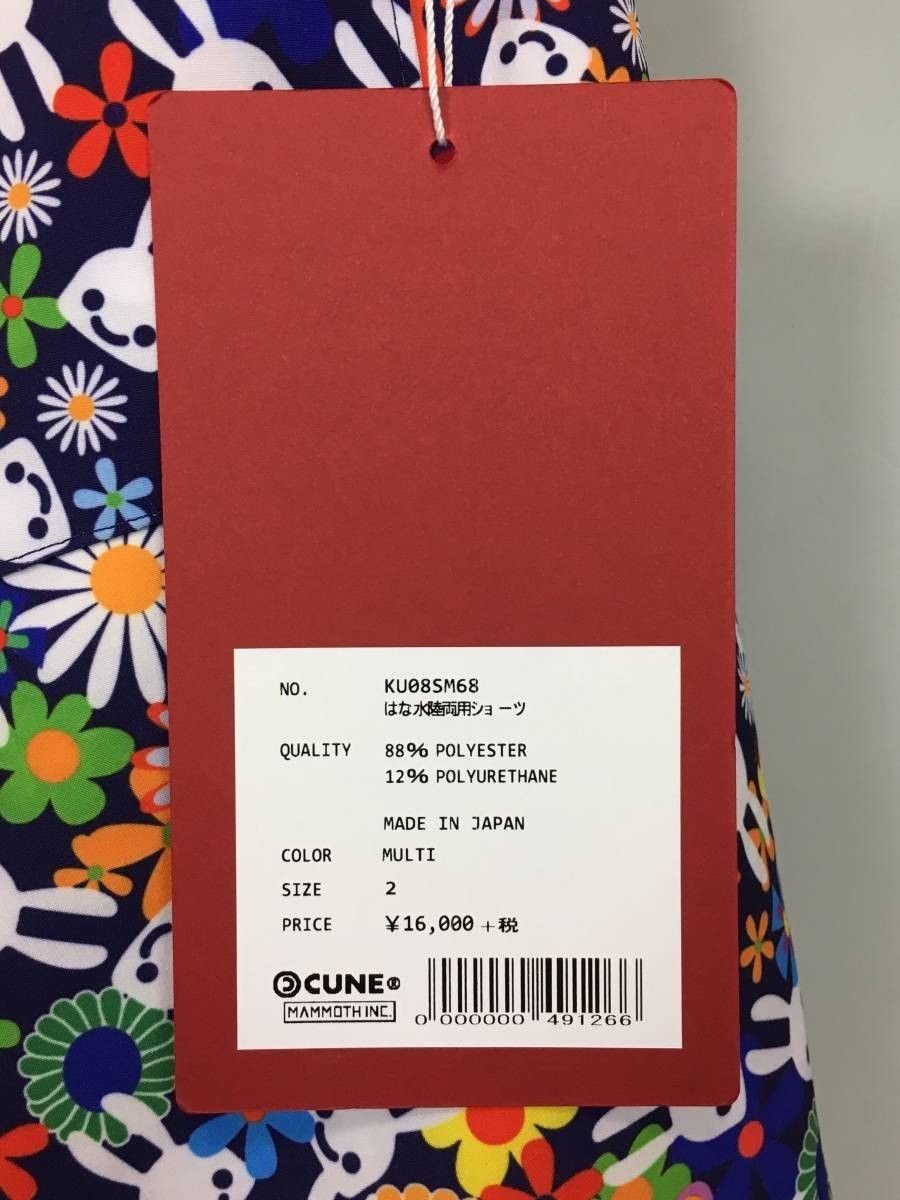 NO. KU08SM68
はな水陸両用ショーツ
QUALITY 88% POLYESTER
12% POLYURETHANE
MADE IN JAPAN
COLOR MULTI
SIZE 2
PRICE ¥16,000 +税
CUNE®
MAMMOTH INC.
0 000000 491266